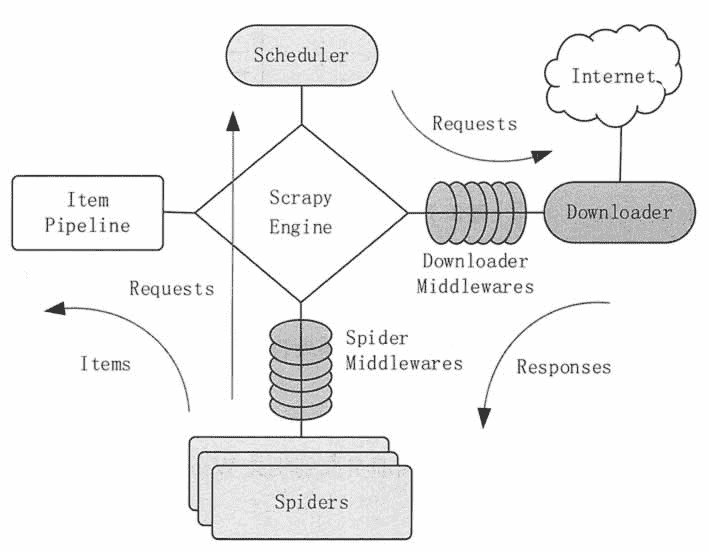 Scheduler
Internet
Requests
Item
Pipeline
Scrapy
Engine
Downloader
Downloader
Middlewares
Requests
Spider
Middlewares
Items
Responses
Spiders